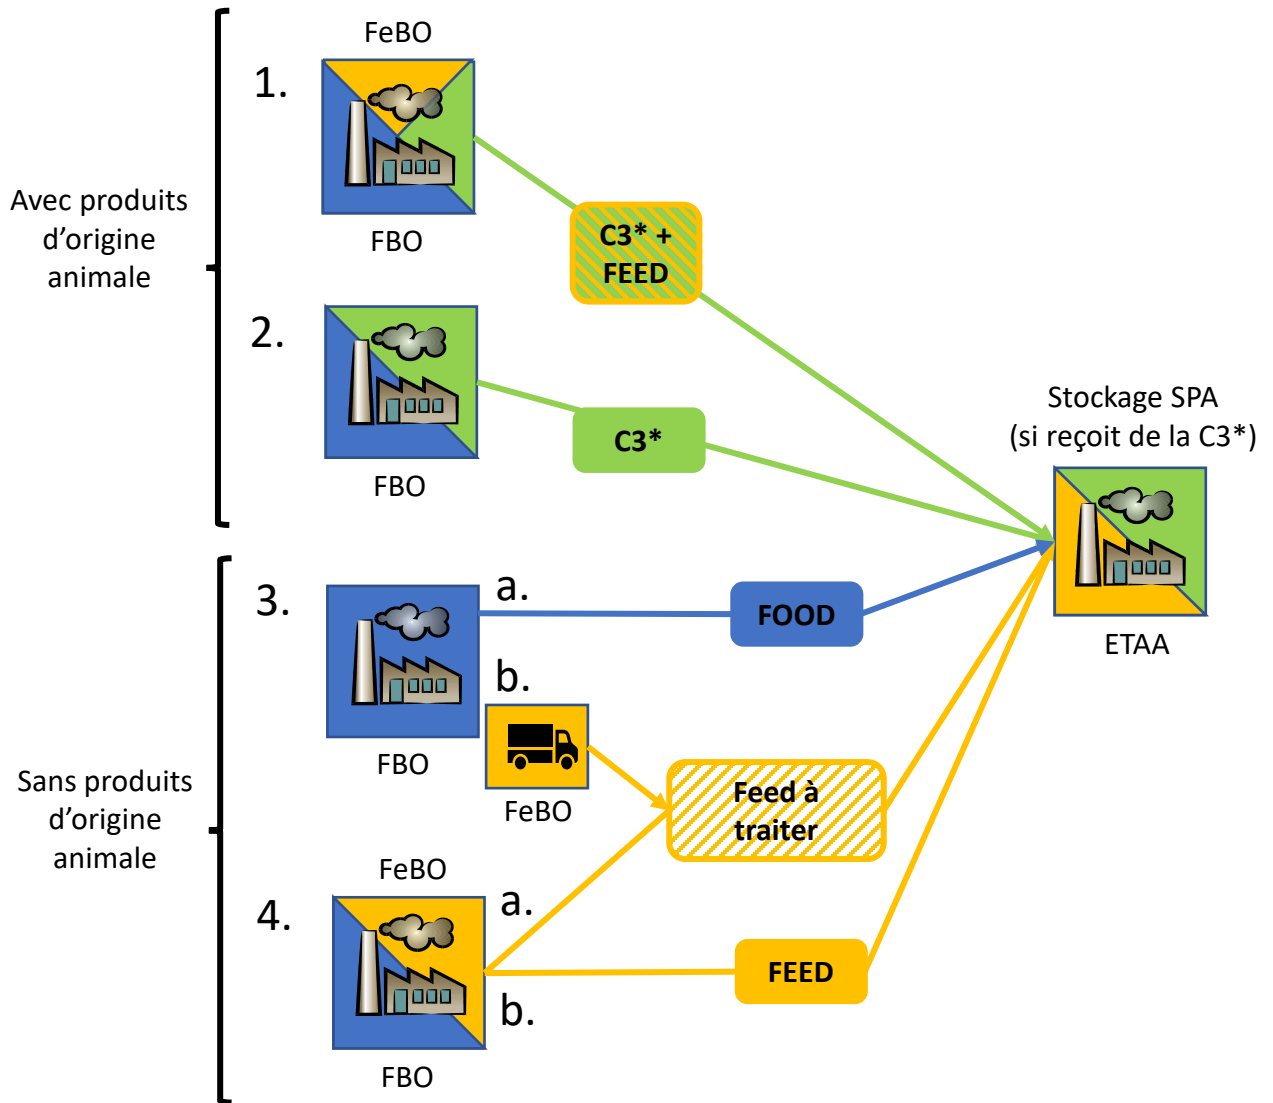 FeBO
1.
FBO
Avec produits
d’origine
animale
C3* +
FEED
2.
FBO
C3*
Stockage SPA
(si reçoit de la C3*)
ETAA
3.
a.
FOOD
b.
FBO
FeBO
Sans produits
d’origine
animale
Feed à
traiter
FeBO
4.
a.
FEED
b.
FBO